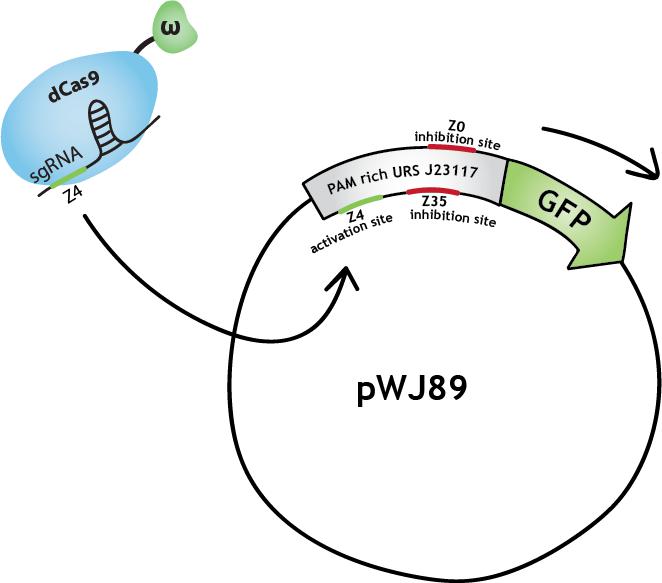 ω
dCas9
sgRNA
Z4
Z0
inhibition site
PAM rich URS J23117
GFP
Z4
activation site
Z35
inhibition site
pWJ89